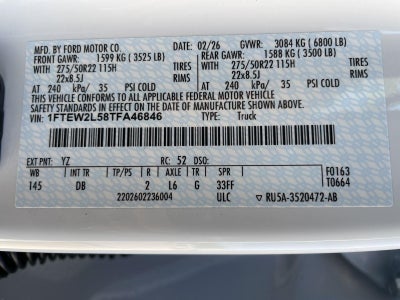 MFD. BY FORD MOTOR CO. 02/26 GVWR: 3084 KG ( 6800 LB)
FRONT GAWR: 1599 KG ( 3525 LB) REAR GAWR: 1588 KG ( 3500 LB)
WITH WITH
275/50R22 115H TIRES 275/50R22 115H TIRES
22x8.5J RIMS 22x8.5J RIMS
AT 240 kPa/ 35 PSI COLD AT 240 kPa/ 35 PSI COLD
THIS VEHICLE CONFORMS TO ALL APPLICABLE FEDERAL MOTOR VEHICLE
SAFETY STANDARDS IN EFFECT ON THE DATE OF MANUFACTURE SHOWN ABOVE.
VIN: 1FTEW2L58TFA46846 TYPE: Truck
EXT PNT: YZ RC: 52 DSO: F0163
WB INT TR TP/PS R AXLE TR SPR T0664
145 DB 2 L6 G 33FF
2202602236004 ULC RU5A-3520472-AB